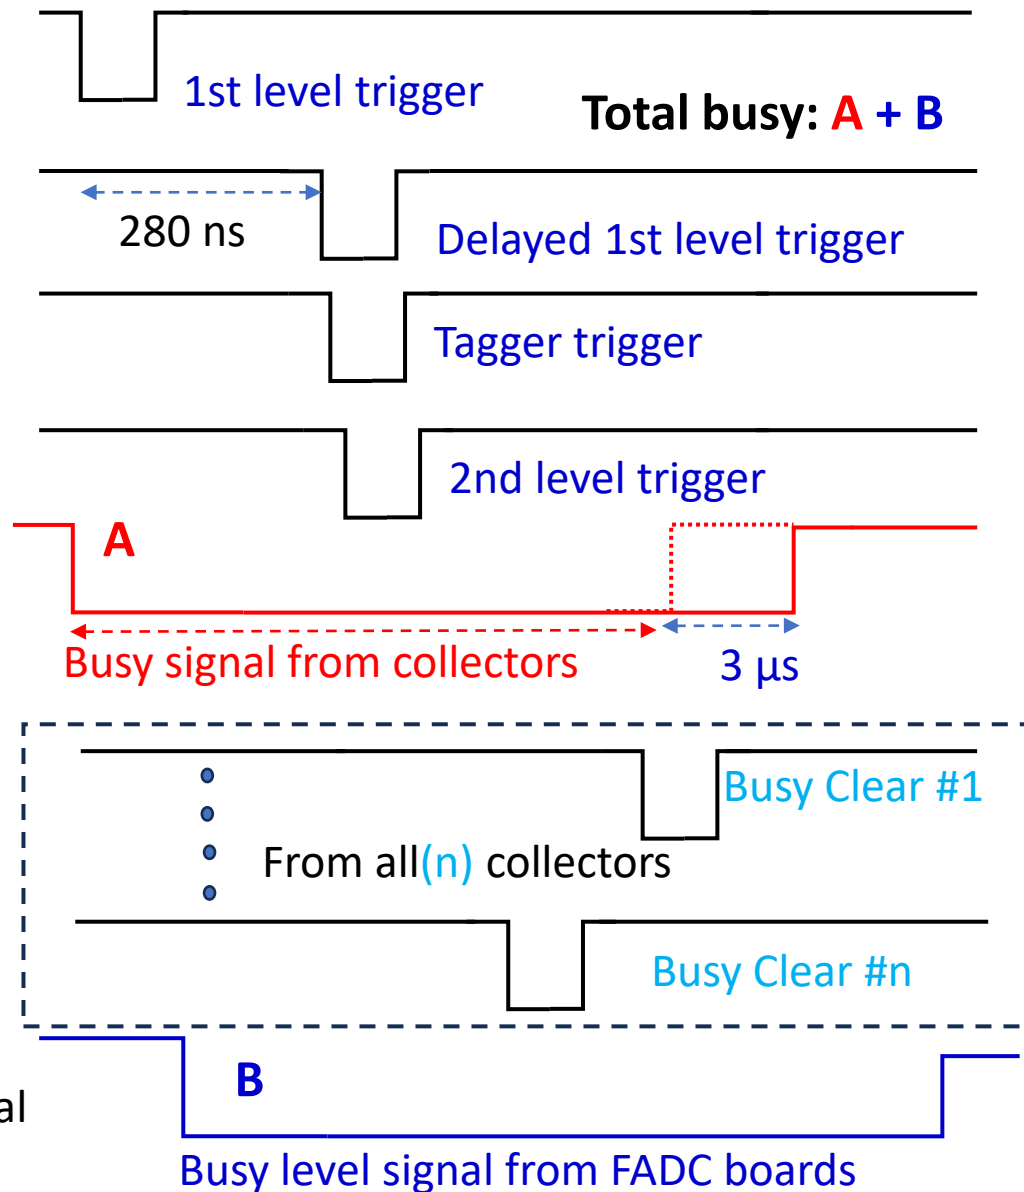 1st level trigger
Total busy: A + B
280 ns
Delayed 1st level trigger
Tagger trigger
2nd level trigger
A
Busy signal from collectors
3 μs
Busy Clear #1
From all(n) collectors
Busy Clear #n
B
al
Busy level signal from FADC boards